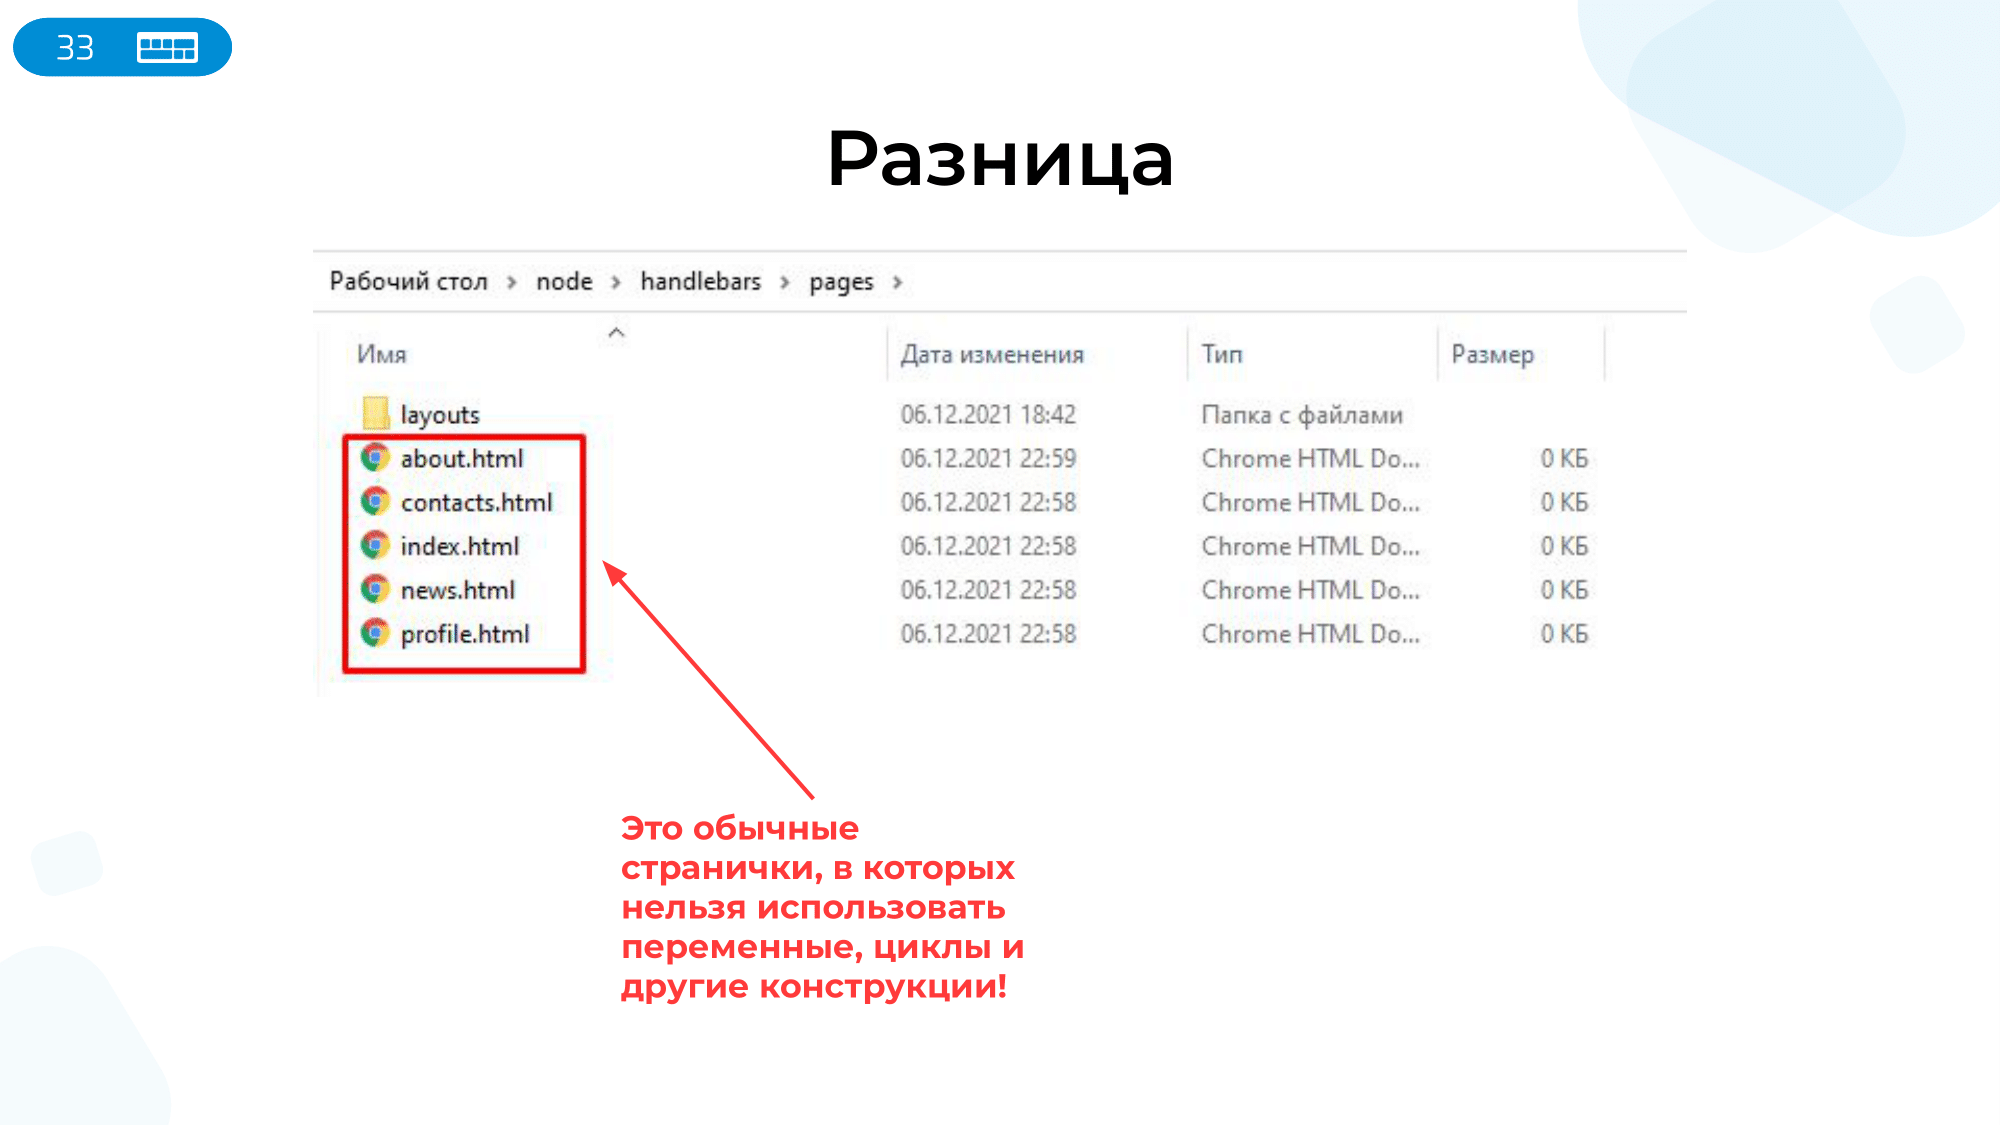 33
Разница
Рабочий стол > node > handlebars > pages >
Имя Дата изменения Тип Размер
layouts 06.12.2021 18:42 Папка с файлами
about.html 06.12.2021 22:59 Chrome HTML Do... 0 КБ
contacts.html 06.12.2021 22:58 Chrome HTML Do... 0 КБ
index.html 06.12.2021 22:58 Chrome HTML Do... 0 КБ
news.html 06.12.2021 22:58 Chrome HTML Do... 0 КБ
profile.html 06.12.2021 22:58 Chrome HTML Do... 0 КБ
Это обычные
странички, в которых
нельзя использовать
переменные, циклы и
другие конструкции!